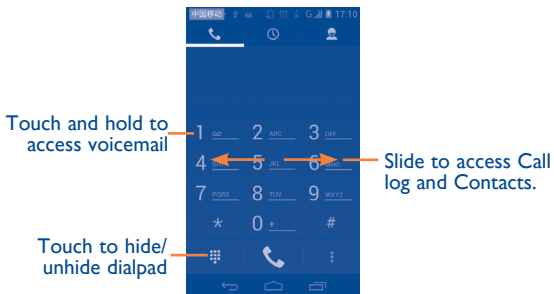 中国移动 G 17:10
Touch and hold to
access voicemail
1
2 ABC
3 DEF
4
5 JKL
6 MNO
7 PQRS
8 TUV
9 WXYZ
*
0 +
#
Slide to access Call
log and Contacts.
Touch to hide/
unhide dialpad